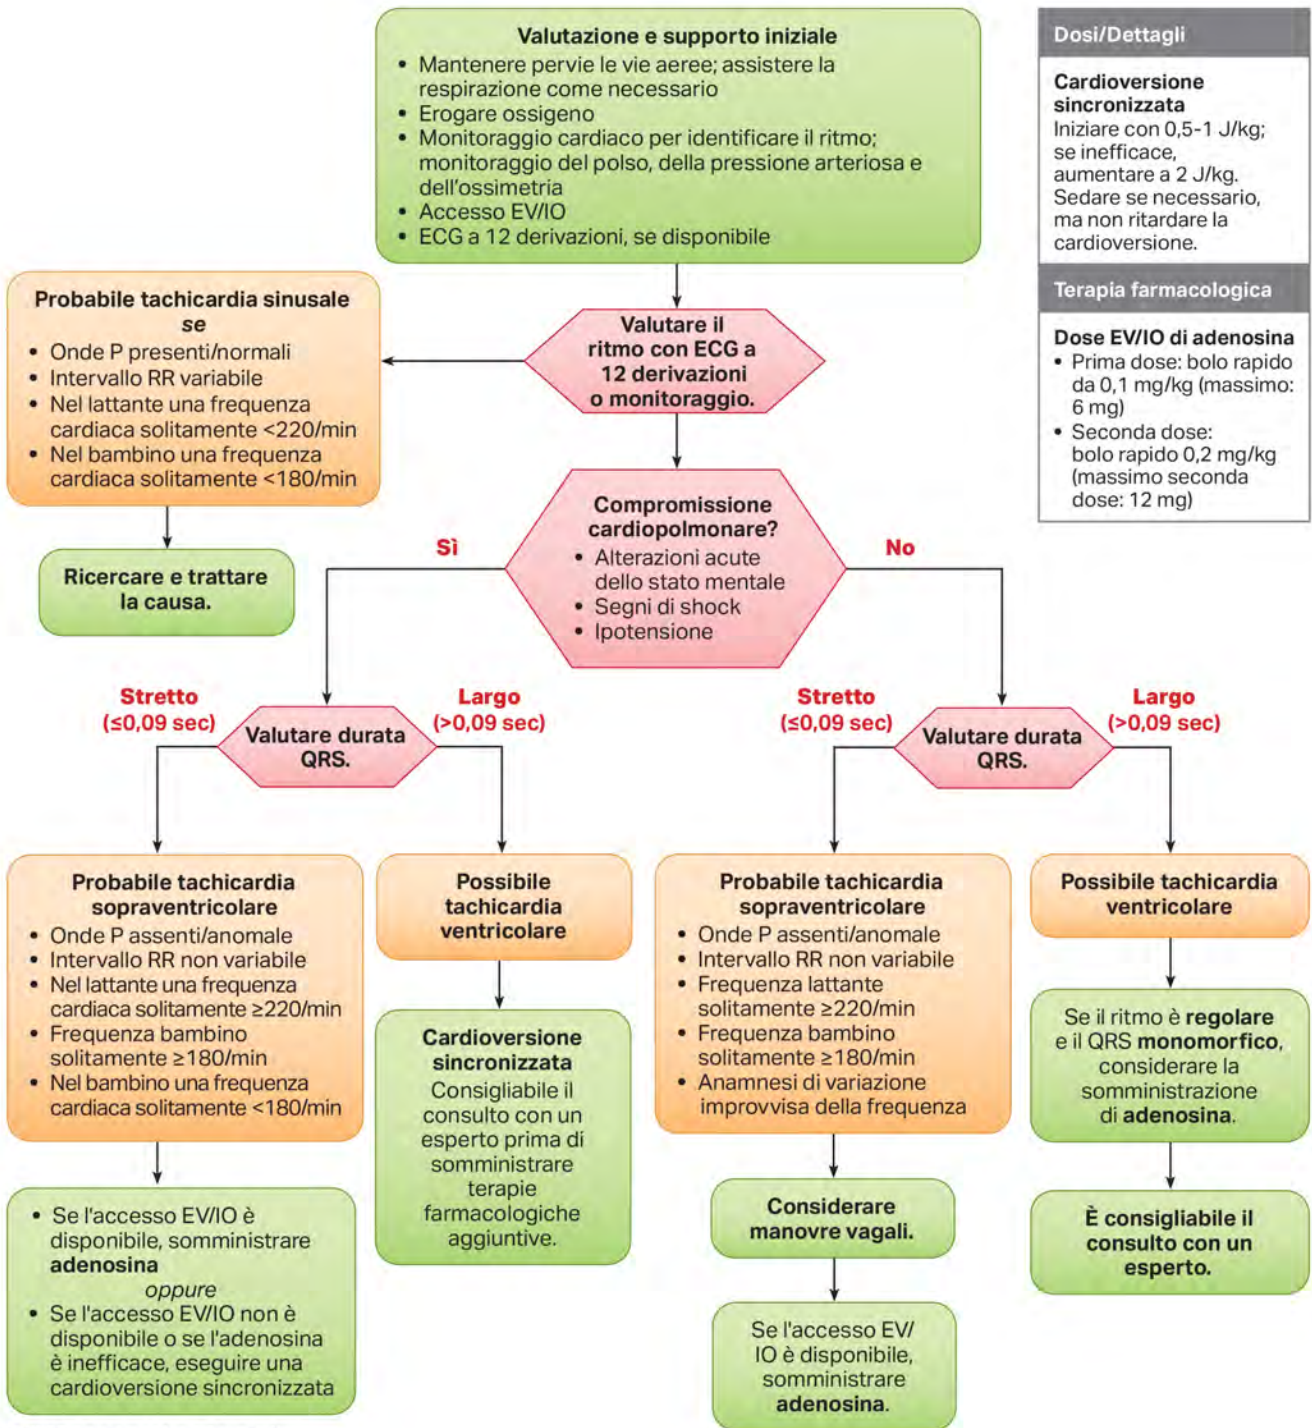 Valutazione e supporto iniziale
• Mantenere pervie le vie aeree; assistere la
respirazione come necessario
• Erogare ossigeno
• Monitoraggio cardiaco per identificare il ritmo;
monitoraggio del polso, della pressione arteriosa e
dell'ossimetria
• Accesso EV/IO
• ECG a 12 derivazioni, se disponibile
Dosi/Dettagli
Cardioversione
sincronizzata
Iniziare con 0,5-1 J/kg;
se inefficace,
aumentare a 2 J/kg.
Sedare se necessario,
ma non ritardare la
cardioversione.
Terapia farmacologica
Dose EV/IO di adenosina
• Prima dose: bolo rapido
da 0,1 mg/kg (massimo:
6 mg)
• Seconda dose:
bolo rapido 0,2 mg/kg
(massimo seconda
dose: 12 mg)
Probabile tachicardia sinusale
se
• Onde P presenti/normali
• Intervallo RR variabile
• Nel lattante una frequenza
cardiaca solitamente <220/min
• Nel bambino una frequenza
cardiaca solitamente <180/min
Valutare il
ritmo con ECG a
12 derivazioni
o monitoraggio.
Ricercare e trattare
la causa.
Compromissione
cardiopolmonare?
• Alterazioni acute
dello stato mentale
• Segni di shock
• Ipotensione
Sì
No
Stretto
(≤0,09 sec)
Largo
(>0,09 sec)
Valutare durata
QRS.
Stretto
(≤0,09 sec)
Largo
(>0,09 sec)
Valutare durata
QRS.
Probabile tachicardia
sopraventricolare
• Onde P assenti/anomale
• Intervallo RR non variabile
• Nel lattante una frequenza
cardiaca solitamente ≥220/min
• Frequenza bambino
solitamente ≥180/min
• Nel bambino una frequenza
cardiaca solitamente <180/min
• Se l'accesso EV/IO è
disponibile, somministrare
adenosina
oppure
• Se l'accesso EV/IO non è
disponibile o se l'adenosina
è inefficace, eseguire una
cardioversione sincronizzata
Possibile
tachicardia
ventricolare
Cardioversione
sincronizzata
Consigliabile il
consulto con un
esperto prima di
somministrare
terapie
farmacologiche
aggiuntive.
Probabile tachicardia
sopraventricolare
• Onde P assenti/anomale
• Intervallo RR non variabile
• Frequenza lattante
solitamente ≥220/min
• Frequenza bambino
solitamente ≥180/min
• Anamnesi di variazione
improvvisa della frequenza
Considerare
manovre vagali.
Se l'accesso EV/
IO è disponibile,
somministrare
adenosina.
Possibile tachicardia
ventricolare
Se il ritmo è regolare
e il QRS monomorfico,
considerare la
somministrazione
di adenosina.
È consigliabile il
consulto con un
esperto.